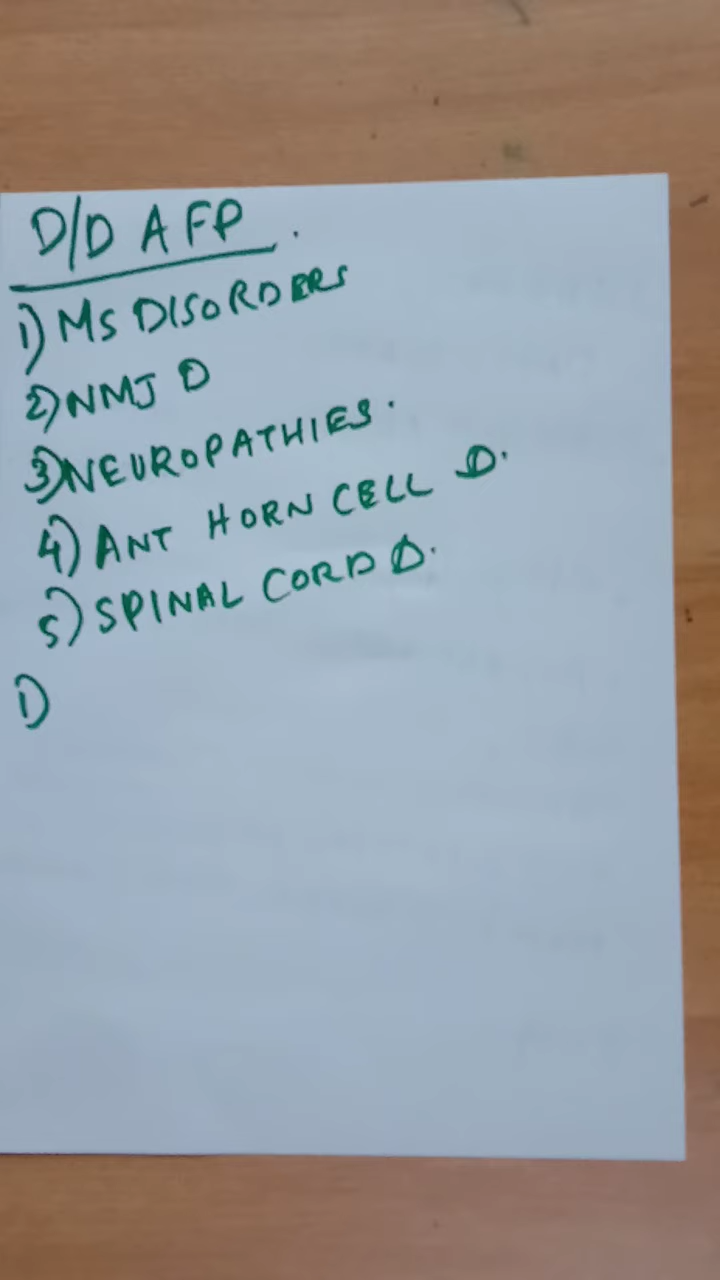 D/D AFP.
1) MS DISORDERS
2) NMJ D
3) NEUROPATHIES.
4) ANT HORN CELL D.
5) SPINAL CORD D.
1)